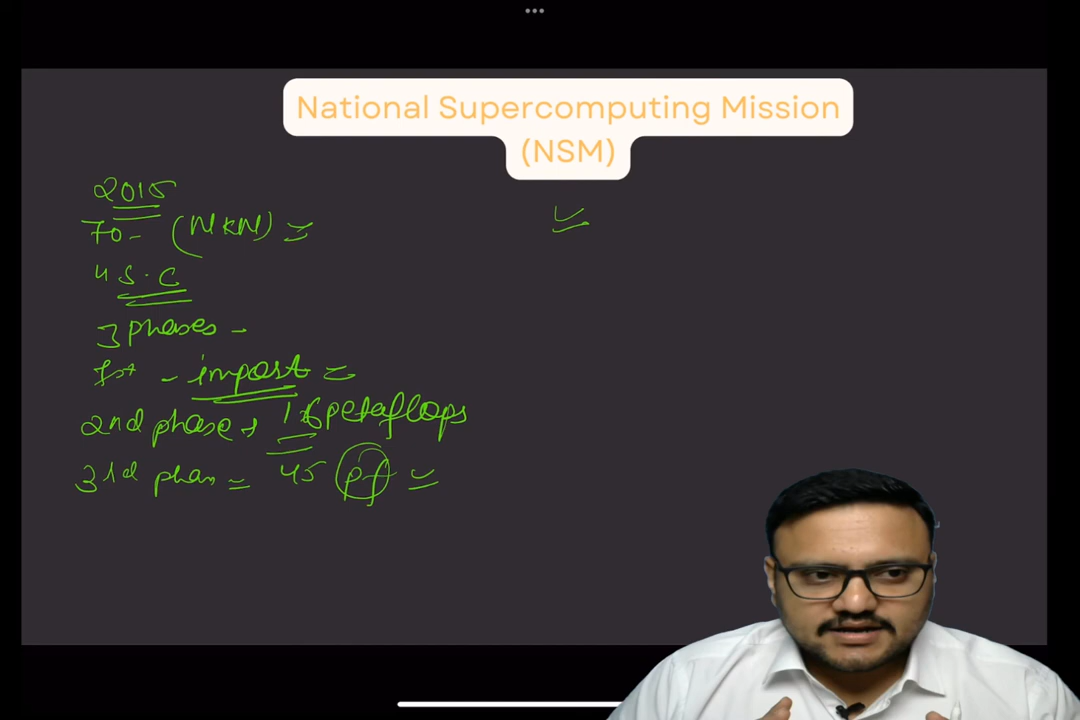 National Supercomputing Mission
(NSM)
2015
70- (NKN)
4 S.C
3 phases -
1st - import =
2nd phase → 16 petaflops
3rd phase = 45 (pf)